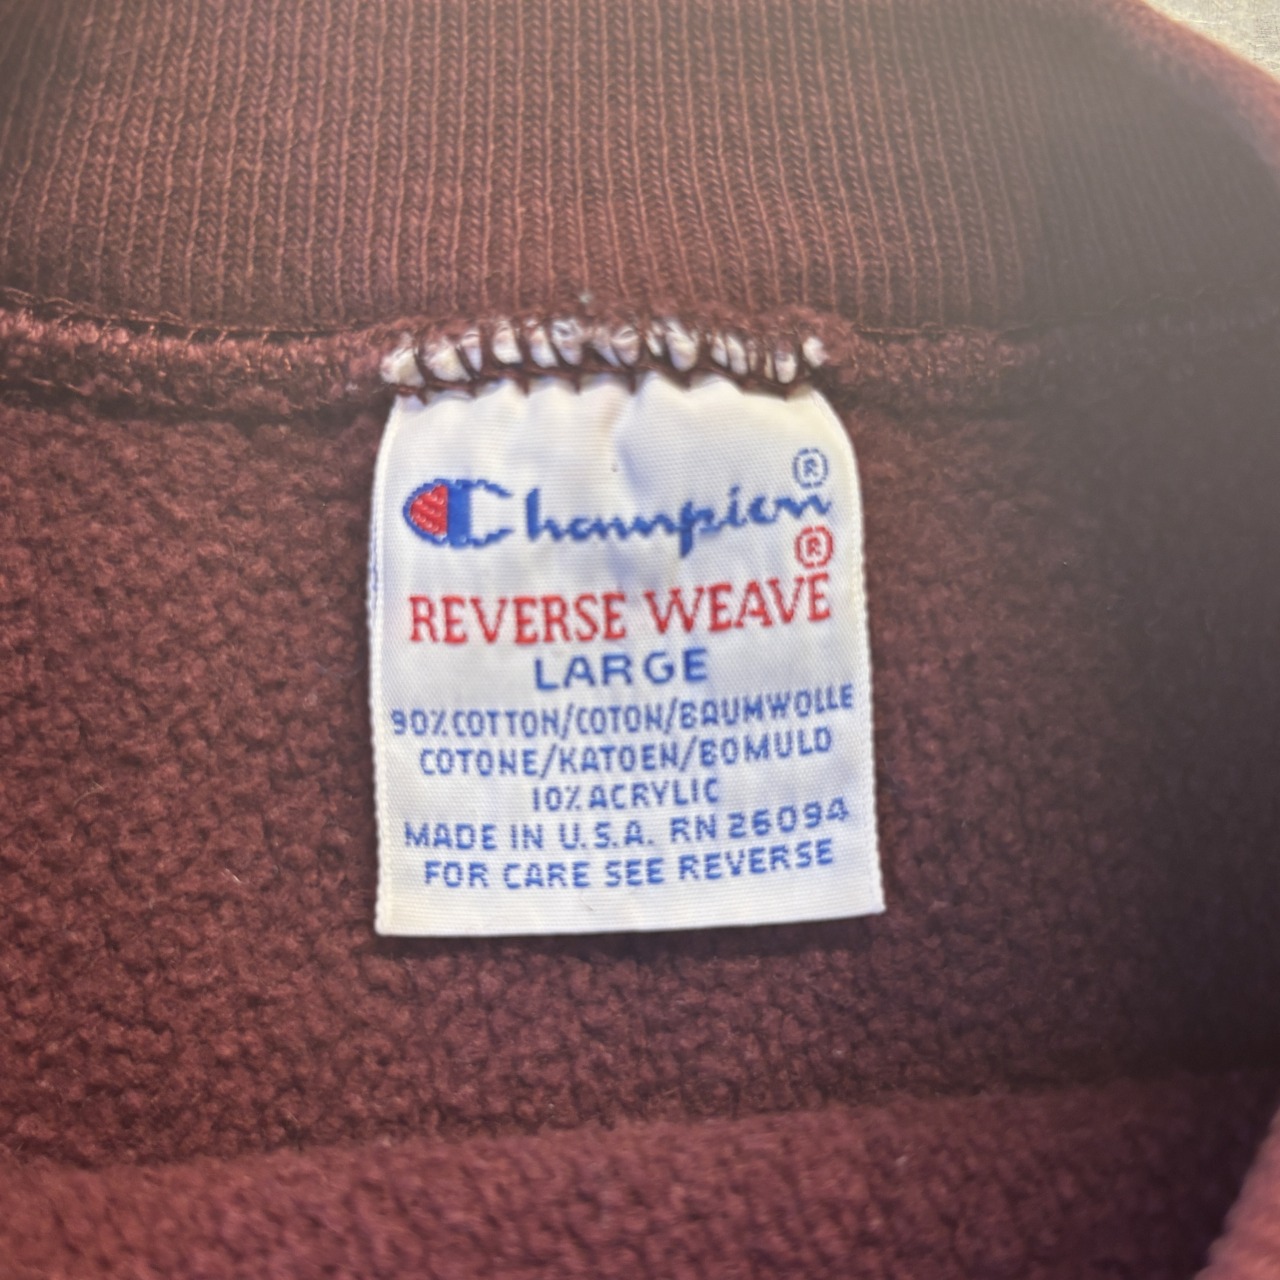 Champion®
REVERSE WEAVE®
LARGE
90% COTTON/COTON/BAUMWOLLE
COTONE/KATOEN/BOMULD
10% ACRYLIC
MADE IN U.S.A. RN 26094
FOR CARE SEE REVERSE